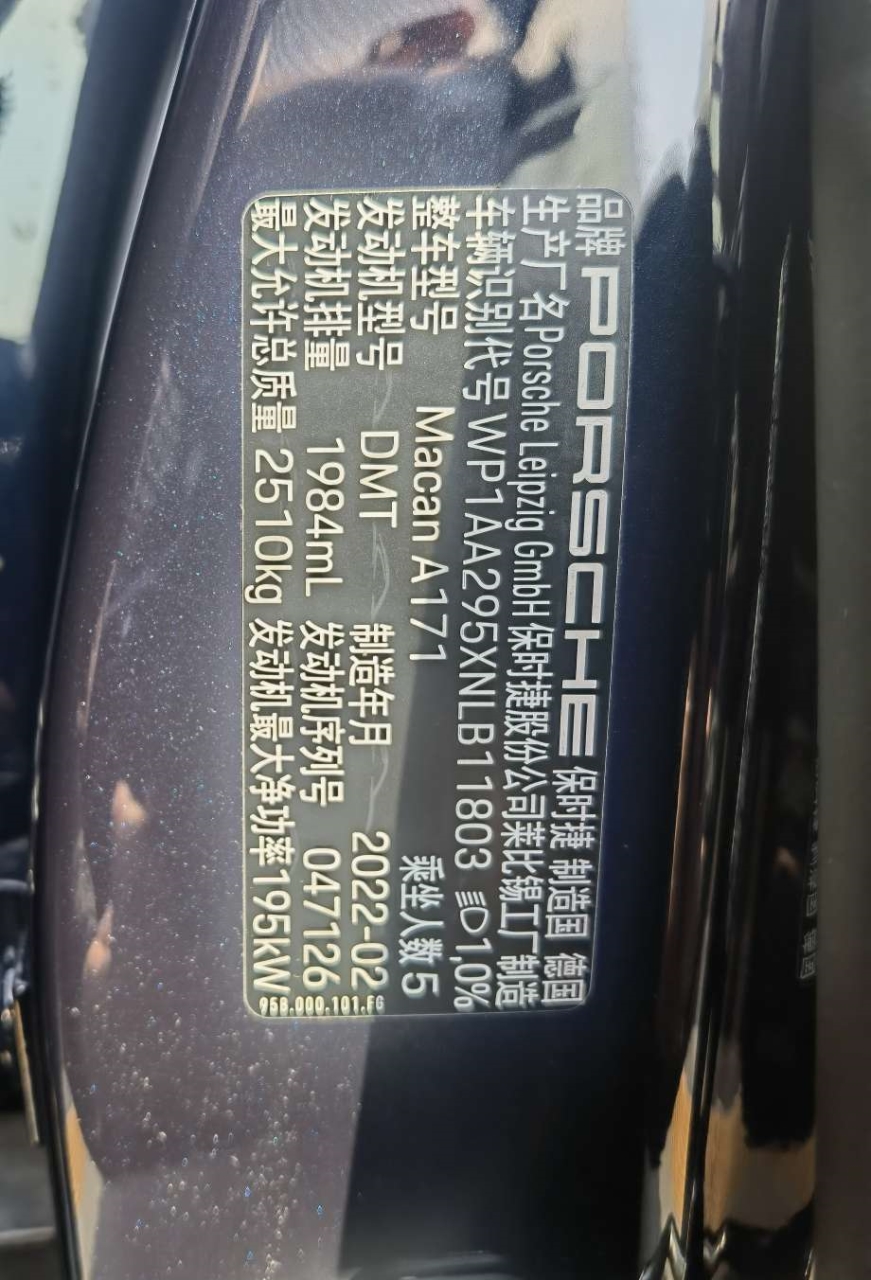 品牌 PORSCHE 保时捷 制造国 德国
生产厂名Porsche Leipzig GmbH 保时捷股份公司莱比锡工厂制造
车辆识别代号 WP1AA295XNLB11803 1,0%
整车型号 Macan A171 乘坐人数 5
发动机型号 DMT 制造年月 2022-02
发动机排量 1984mL 发动机序列号 047126
最大允许总质量 2510kg 发动机最大净功率195kW
958.000.101.FG